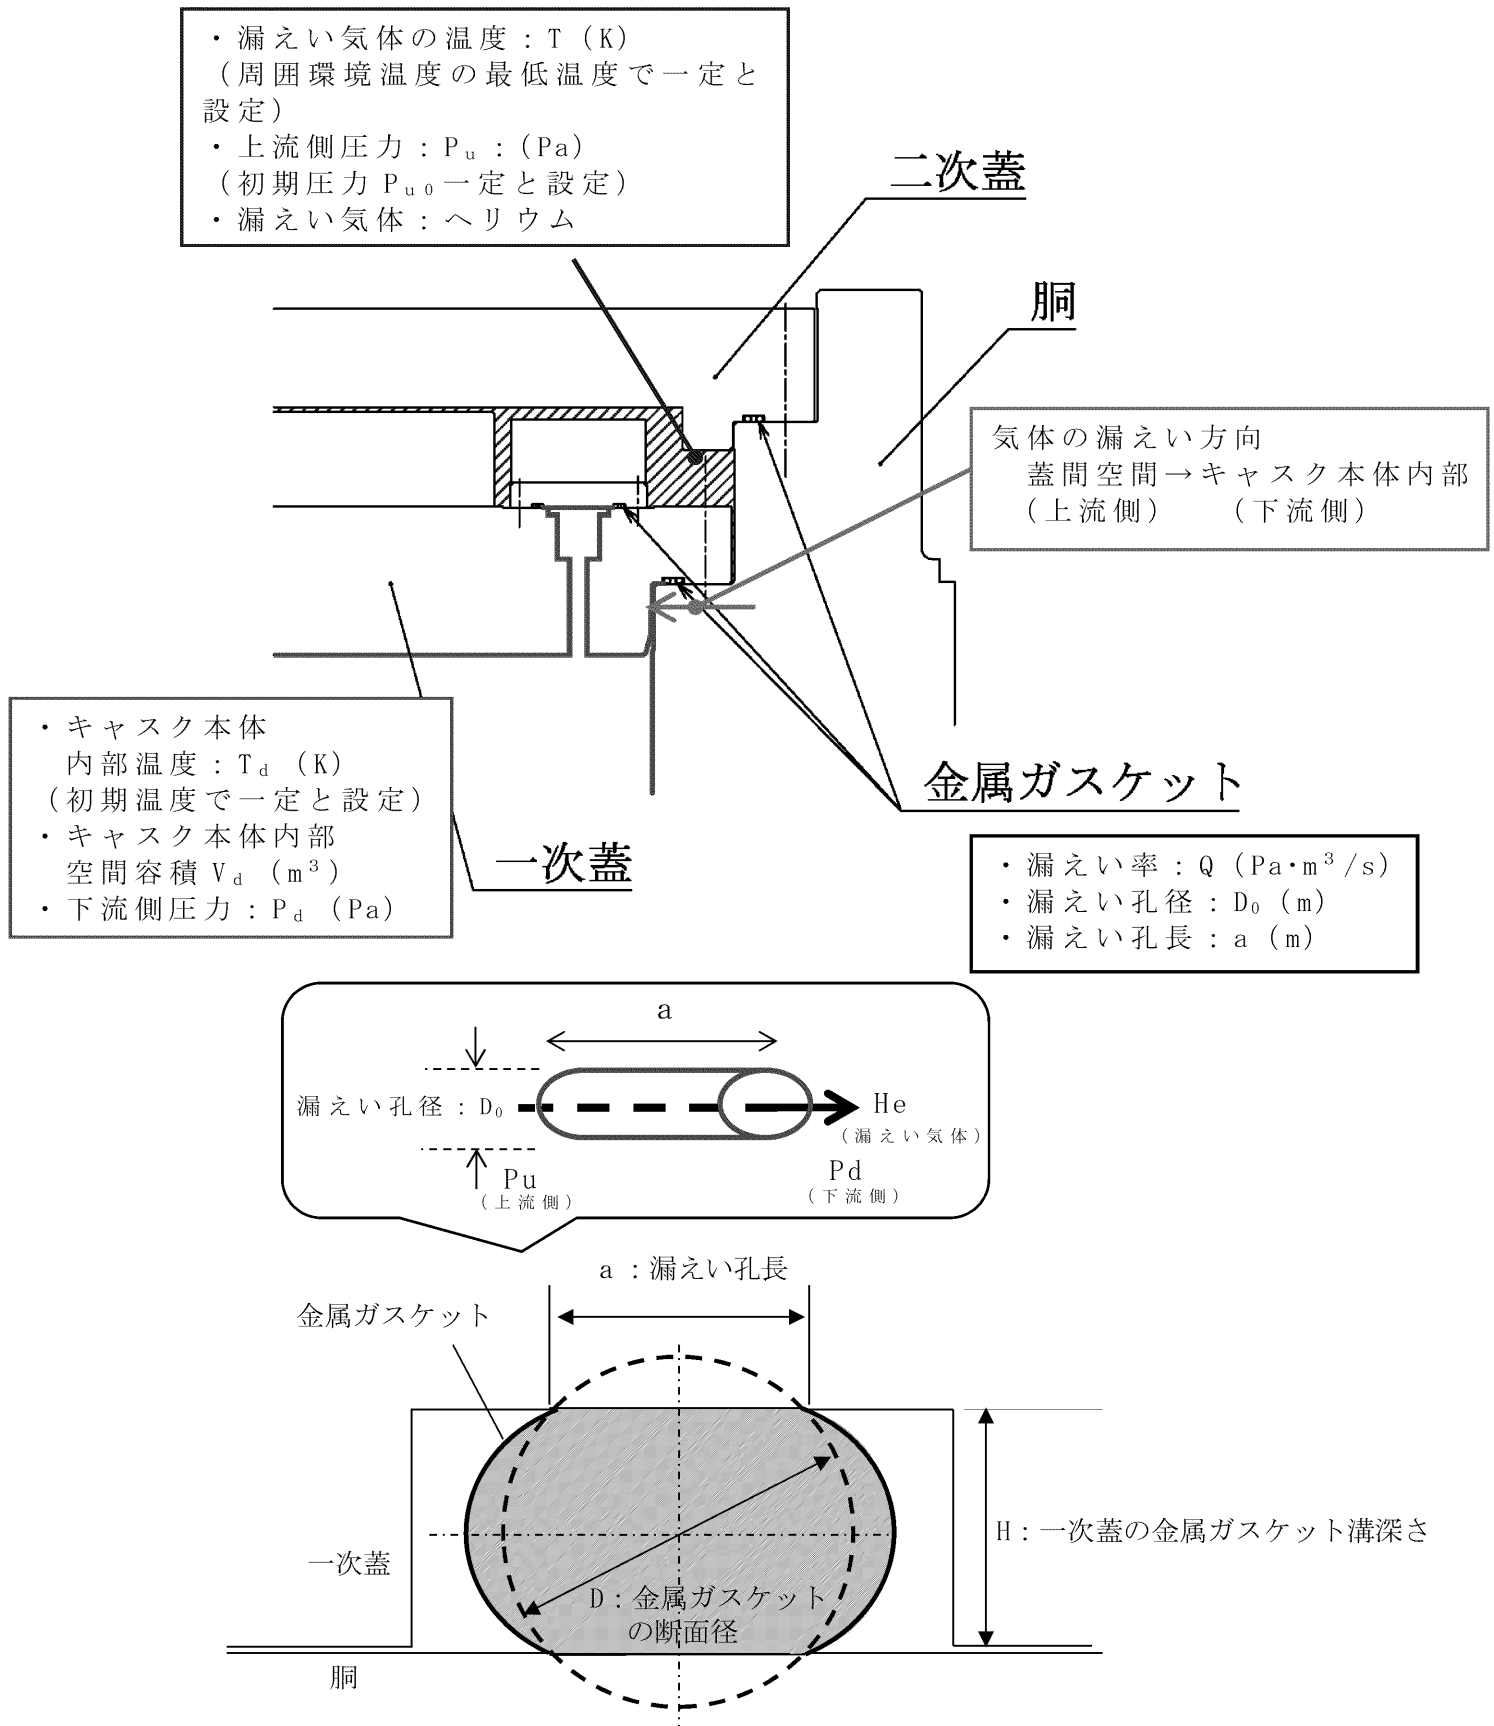 ・漏えい気体の温度：T（K）
（周囲環境温度の最低温度で一定と
設定）
・上流側圧力：Pu：(Pa)
（初期圧力Pu0一定と設定）
・漏えい気体：ヘリウム
二次蓋
胴
気体の漏えい方向
蓋間空間→キャスク本体内部
（上流側）　（下流側）
・キャスク本体
内部温度：Td（K）
（初期温度で一定と設定）
・キャスク本体内部
空間容積Vd（m³）
・下流側圧力：Pd（Pa）
一次蓋
金属ガスケット
・漏えい率：Q（Pa・m³/s）
・漏えい孔径：D0（m）
・漏えい孔長：a（m）
a
漏えい孔径：D0
He
（漏えい気体）
Pu
（上流側）
Pd
（下流側）
a：漏えい孔長
金属ガスケット
H：一次蓋の金属ガスケット溝深さ
一次蓋
D：金属ガスケット
の断面径
胴